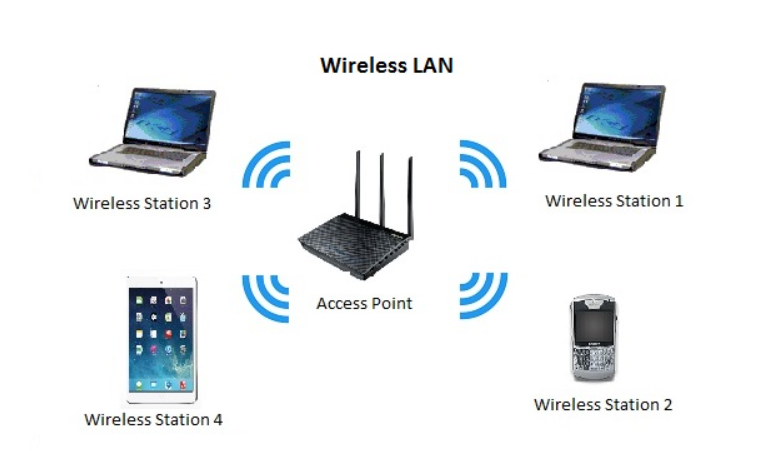 Wireless LAN
Wireless Station 3
Wireless Station 1
Access Point
Wireless Station 4
Wireless Station 2